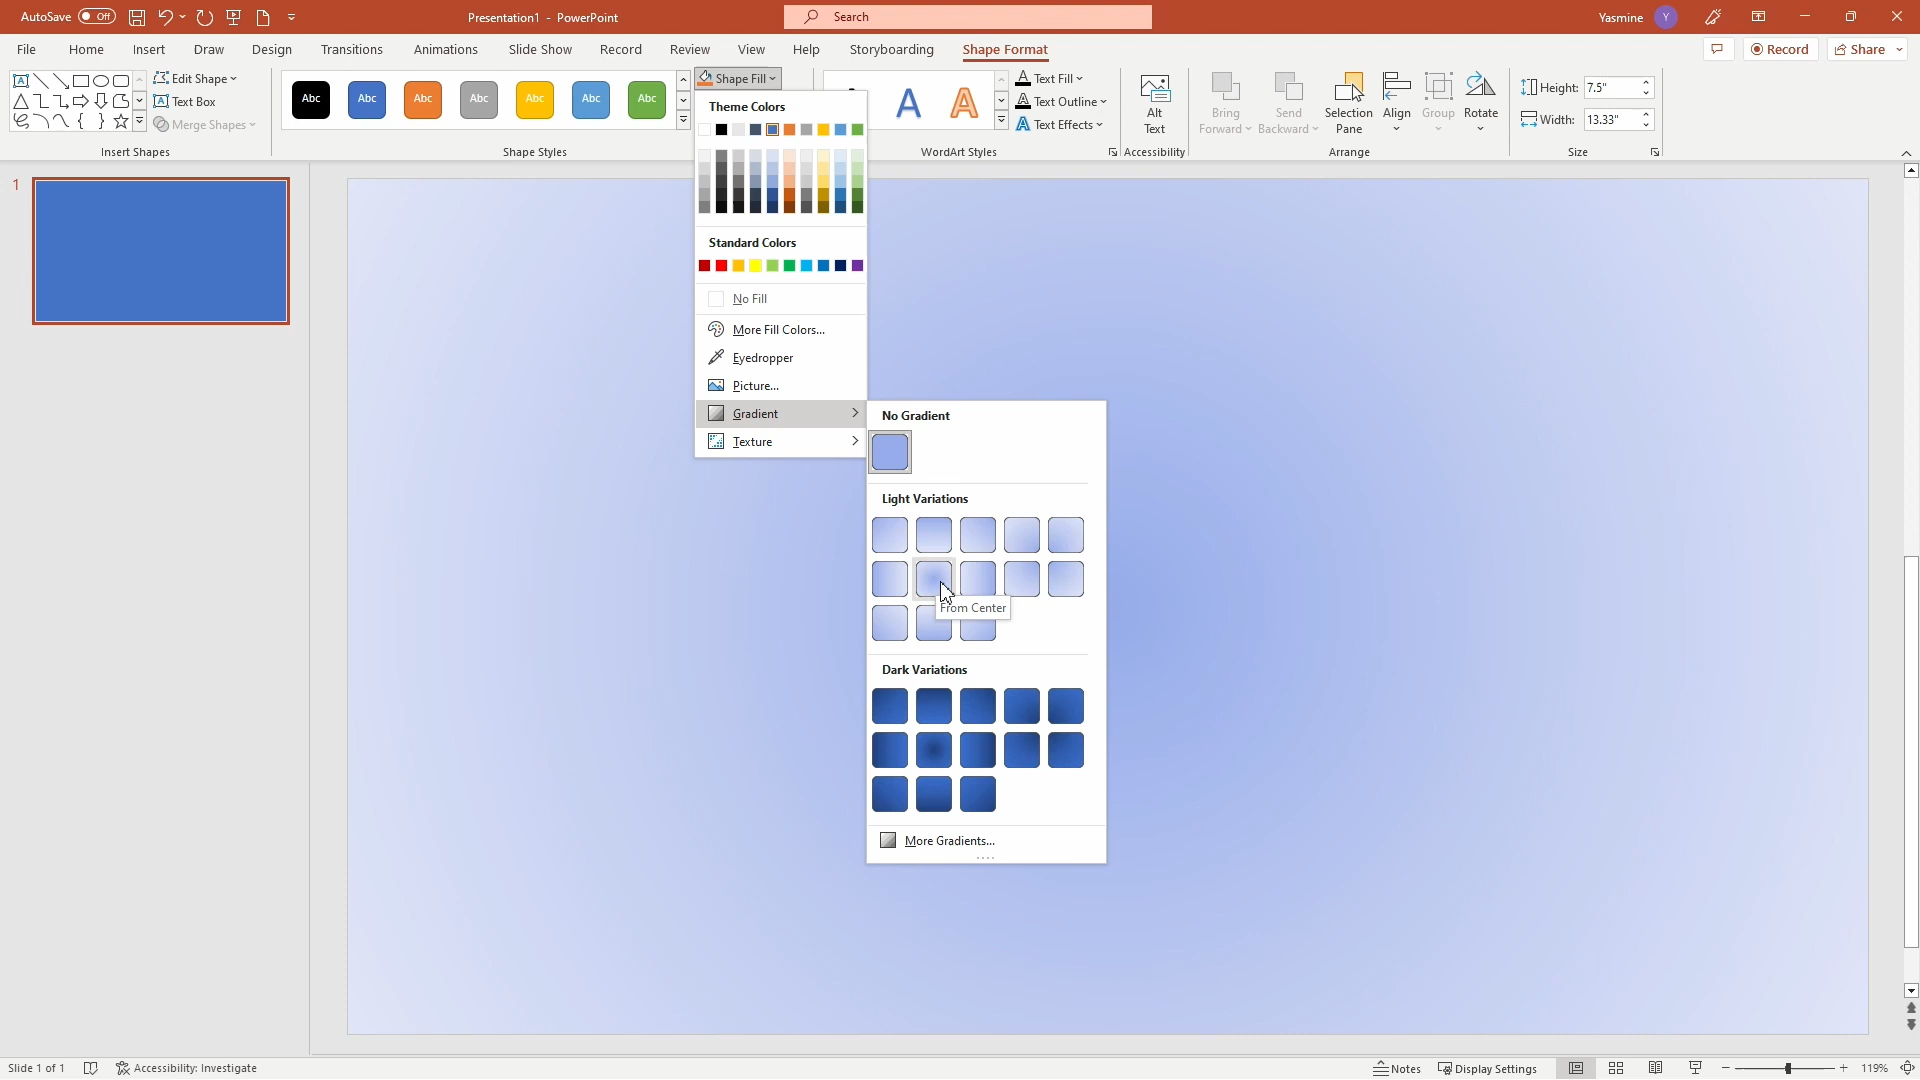 AutoSave Off Presentation1 - PowerPoint Search Yasmine Y
File Home Insert Draw Design Transitions Animations Slide Show Record Review View Help Storyboarding Shape Format Record Share
Edit Shape
Text Box
Merge Shapes
Insert Shapes
Abc Abc Abc Abc Abc Abc Abc
Shape Styles
Shape Fill
Theme Colors
Standard Colors
No Fill
More Fill Colors...
Eyedropper
Picture...
Gradient
Texture
A A
WordArt Styles
Text Fill
Text Outline
Text Effects
Alt
Text
Accessibility
Bring
Forward
Send
Backward
Selection
Pane
Align
Group
Rotate
Arrange
Height: 7.5"
Width: 13.33"
Size
1
No Gradient
Light Variations
From Center
Dark Variations
More Gradients...
Slide 1 of 1 Accessibility: Investigate Notes Display Settings 119%